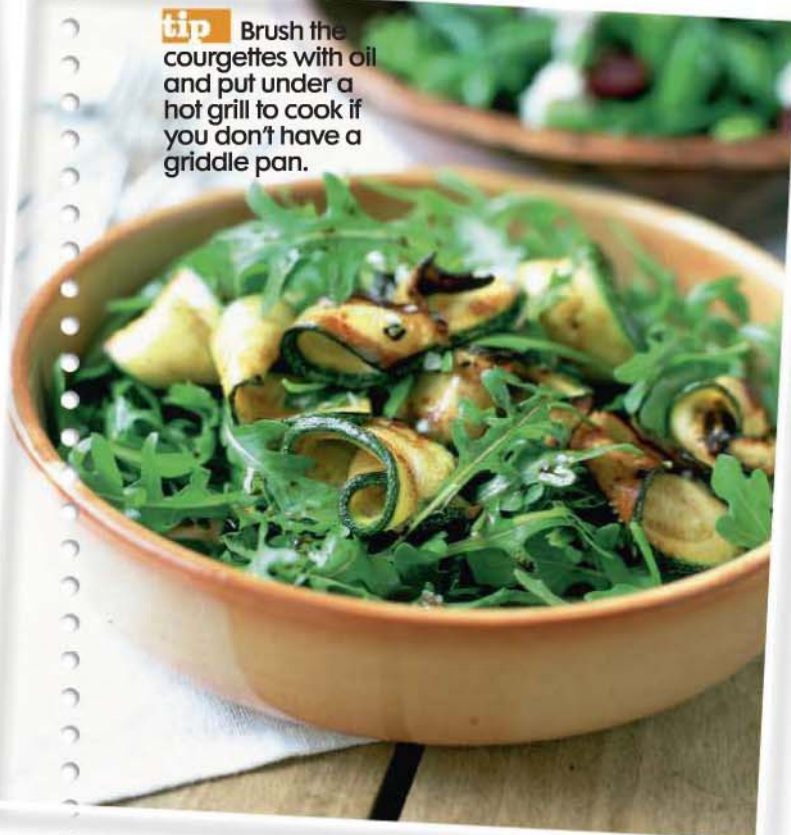 tip Brush the
courgettes with oil
and put under a
hot grill to cook if
you don't have a
griddle pan.